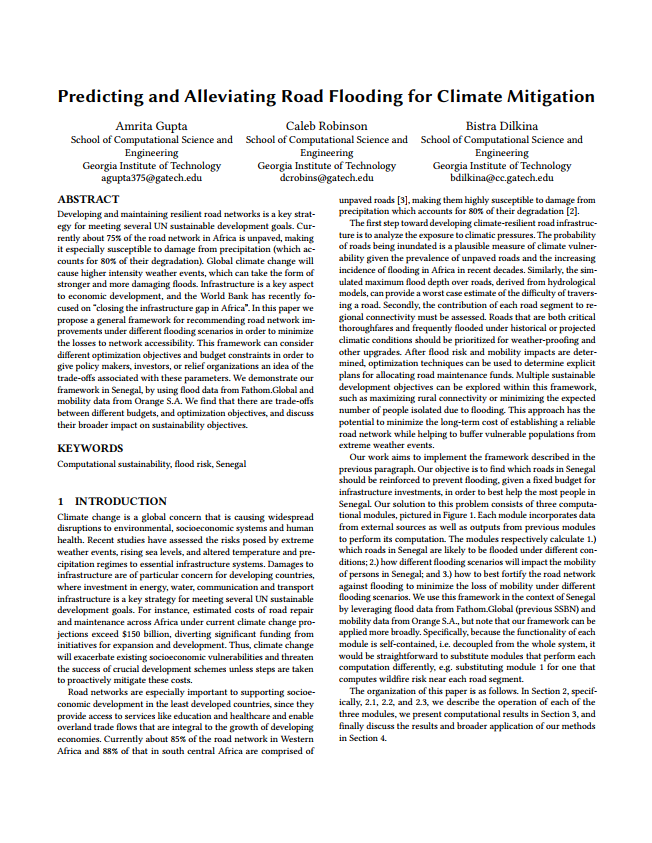 Predicting and Alleviating Road Flooding for Climate Mitigation
Amrita Gupta
School of Computational Science and
Engineering
Georgia Institute of Technology
agupta375@gatech.edu
Caleb Robinson
School of Computational Science and
Engineering
Georgia Institute of Technology
dcrobins@gatech.edu
Bistra Dilkina
School of Computational Science and
Engineering
Georgia Institute of Technology
bdilkina@cc.gatech.edu
ABSTRACT
Developing and maintaining resilient road networks is a key strat-
egy for meeting several UN sustainable development goals. Cur-
rently about 75% of the road network in Africa is unpaved, making
it especially susceptible to damage from precipitation (which ac-
counts for 80% of their degradation). Global climate change will
cause higher intensity weather events, which can take the form of
stronger and more damaging floods. Infrastructure is a key aspect
to economic development, and the World Bank has recently fo-
cused on "closing the infrastructure gap in Africa". In this paper we
propose a general framework for recommending road network im-
provements under different flooding scenarios in order to minimize
the losses to network accessibility. This framework can consider
different optimization objectives and budget constraints in order to
give policy makers, investors, or relief organizations an idea of the
trade-offs associated with these parameters. We demonstrate our
framework in Senegal, by using flood data from Fathom.Global and
mobility data from Orange S.A. We find that there are trade-offs
between different budgets, and optimization objectives, and discuss
their broader impact on sustainability objectives.
KEYWORDS
Computational sustainability, flood risk, Senegal
1 INTRODUCTION
Climate change is a global concern that is causing widespread
disruptions to environmental, socioeconomic systems and human
health. Recent studies have assessed the risks posed by extreme
weather events, rising sea levels, and altered temperature and pre-
cipitation regimes to essential infrastructure systems. Damages to
infrastructure are of particular concern for developing countries,
where investment in energy, water, communication and transport
infrastructure is a key strategy for meeting several UN sustainable
development goals. For instance, estimated costs of road repair
and maintenance across Africa under current climate change pro-
jections exceed $150 billion, diverting significant funding from
initiatives for expansion and development. Thus, climate change
will exacerbate existing socioeconomic vulnerabilities and threaten
the success of crucial development schemes unless steps are taken
to proactively mitigate these costs.
Road networks are especially important to supporting socioe-
conomic development in the least developed countries, since they
provide access to services like education and healthcare and enable
overland trade flows that are integral to the growth of developing
economies. Currently about 85% of the road network in Western
Africa and 88% of that in south central Africa are comprised of
unpaved roads [3], making them highly susceptible to damage from
precipitation which accounts for 80% of their degradation [2].
The first step toward developing climate-resilient road infrastruc-
ture is to analyze the exposure to climatic pressures. The probability
of roads being inundated is a plausible measure of climate vulner-
ability given the prevalence of unpaved roads and the increasing
incidence of flooding in Africa in recent decades. Similarly, the sim-
ulated maximum flood depth over roads, derived from hydrological
models, can provide a worst case estimate of the difficulty of travers-
ing a road. Secondly, the contribution of each road segment to re-
gional connectivity must be assessed. Roads that are both critical
thoroughfares and frequently flooded under historical or projected
climatic conditions should be prioritized for weather-proofing and
other upgrades. After flood risk and mobility impacts are deter-
mined, optimization techniques can be used to determine explicit
plans for allocating road maintenance funds. Multiple sustainable
development objectives can be explored within this framework,
such as maximizing rural connectivity or minimizing the expected
number of people isolated due to flooding. This approach has the
potential to minimize the long-term cost of establishing a reliable
road network while helping to buffer vulnerable populations from
extreme weather events.
Our work aims to implement the framework described in the
previous paragraph. Our objective is to find which roads in Senegal
should be reinforced to prevent flooding, given a fixed budget for
infrastructure investments, in order to best help the most people in
Senegal. Our solution to this problem consists of three computa-
tional modules, pictured in Figure 1. Each module incorporates data
from external sources as well as outputs from previous modules
to perform its computation. The modules respectively calculate 1.)
which roads in Senegal are likely to be flooded under different con-
ditions; 2.) how different flooding scenarios will impact the mobility
of persons in Senegal; and 3.) how to best fortify the road network
against flooding to minimize the loss of mobility under different
flooding scenarios. We use this framework in the context of Senegal
by leveraging flood data from Fathom.Global (previous SSBN) and
mobility data from Orange S.A., but note that our framework can be
applied more broadly. Specifically, because the functionality of each
module is self-contained, i.e. decoupled from the whole system, it
would be straightforward to substitute modules that perform each
computation differently, e.g. substituting module 1 for one that
computes wildfire risk near each road segment.
The organization of this paper is as follows. In Section 2, specif-
ically, 2.1, 2.2, and 2.3, we describe the operation of each of the
three modules, we present computational results in Section 3, and
finally discuss the results and broader application of our methods
in Section 4.